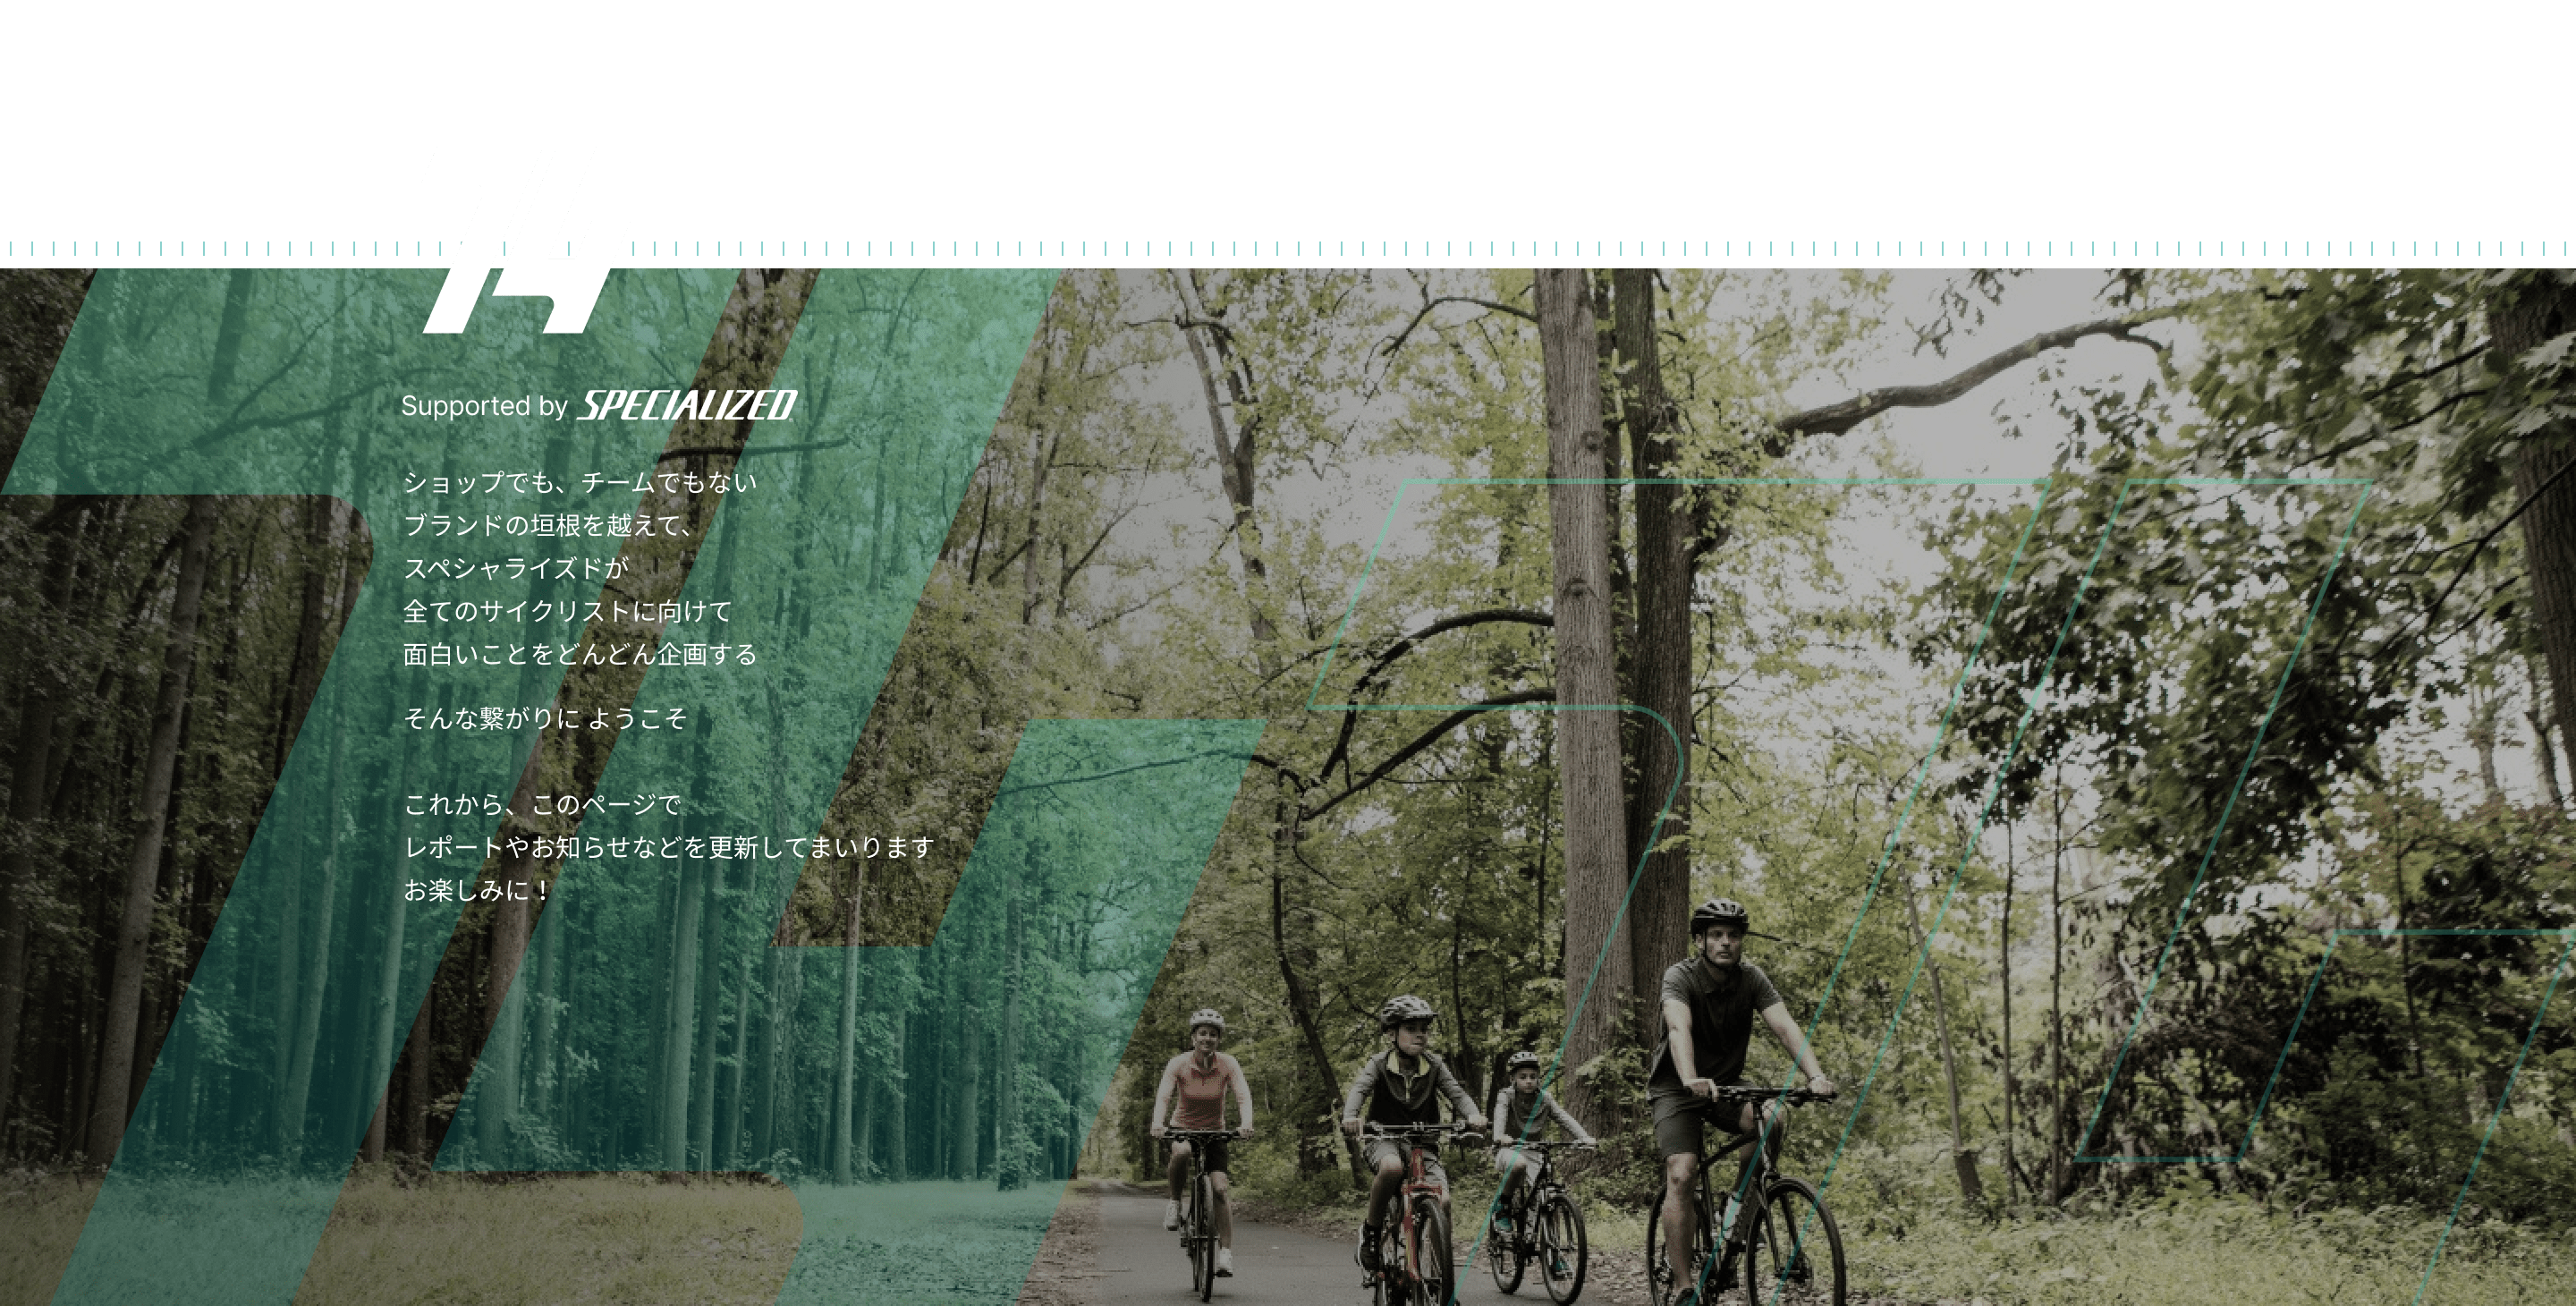 Supported by SPECIALIZED
ショップでも、チームでもない
ブランドの垣根を越えて、
スペシャライズドが
全てのサイクリストに向けて
面白いことをどんどん企画する
そんな繋がりに ようこそ
これから、このページで
レポートやお知らせなどを更新してまいります
お楽しみに！